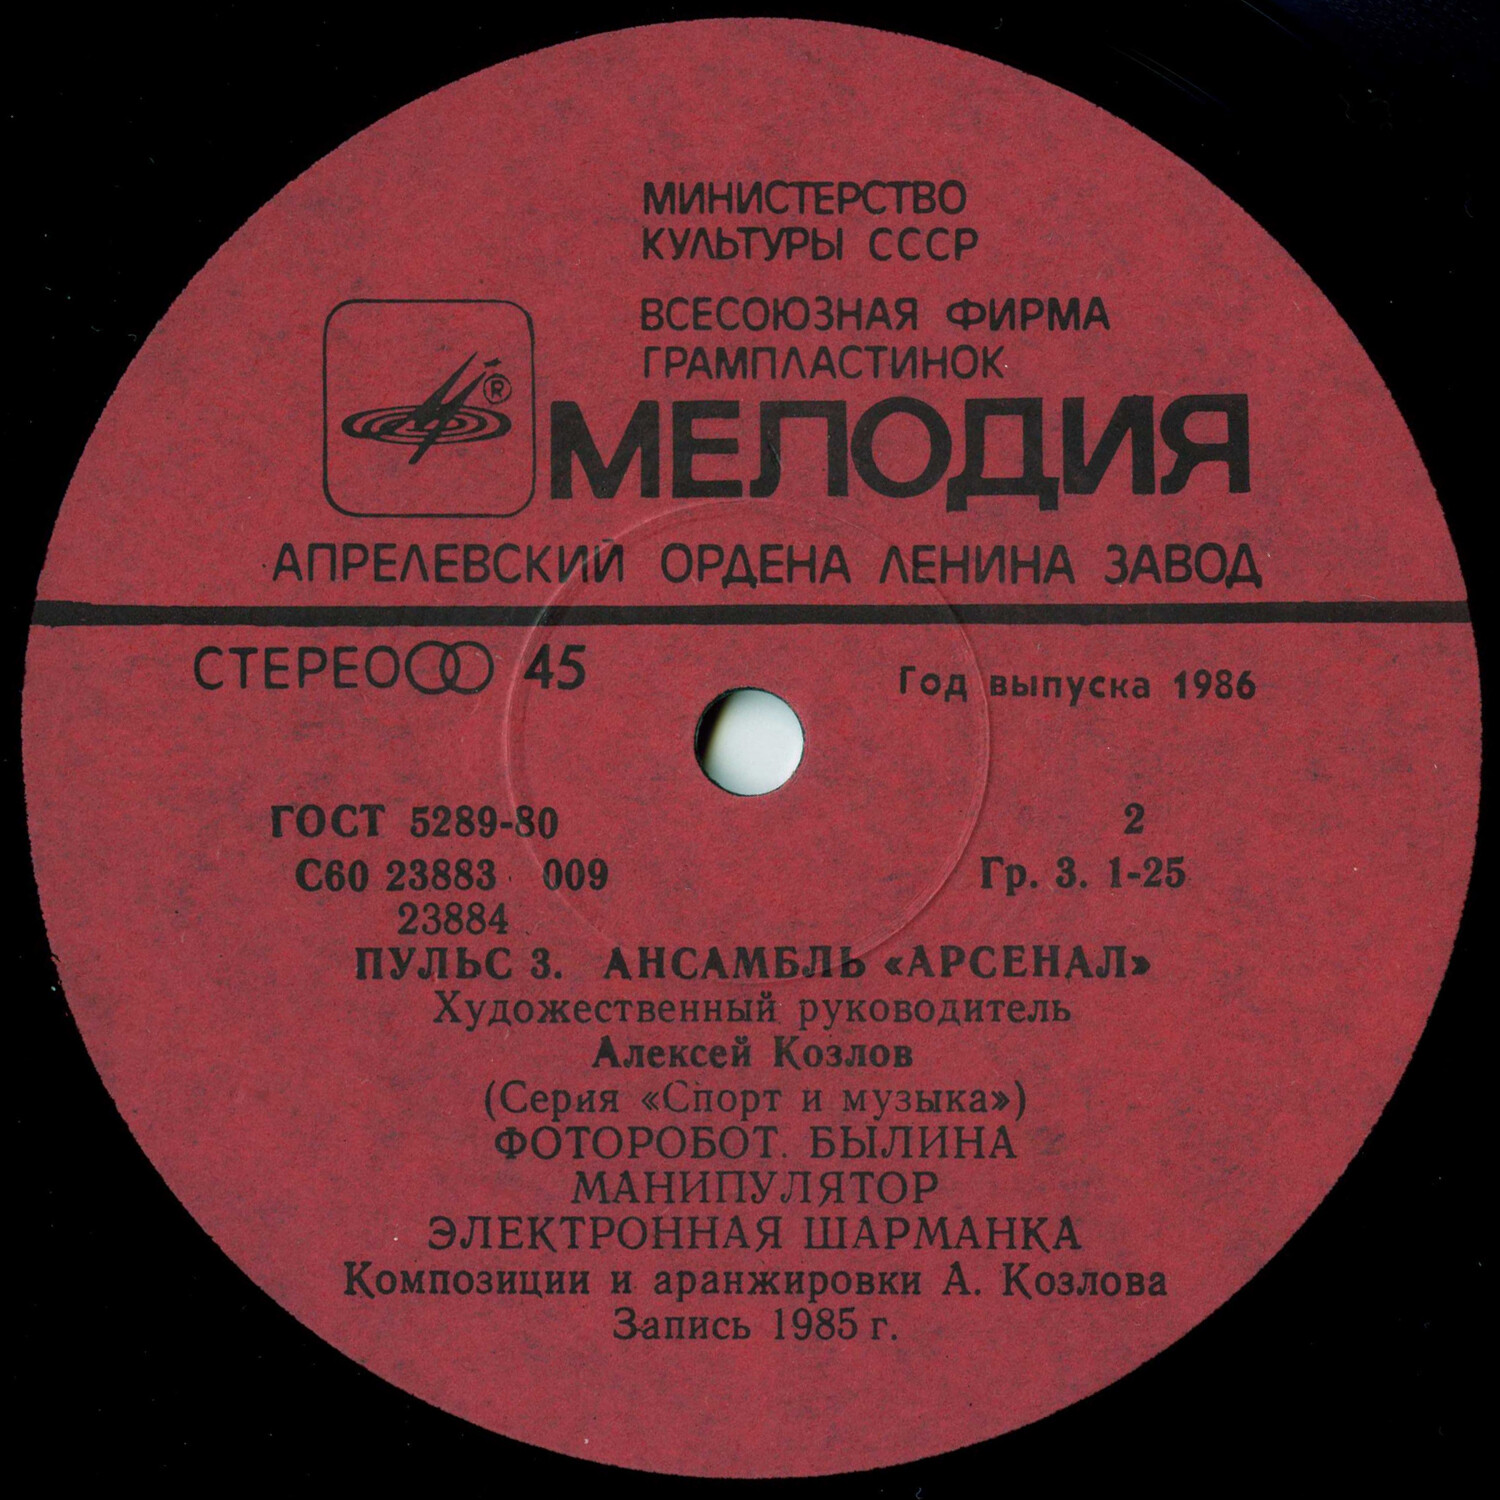 МИНИСТЕРСТВО
КУЛЬТУРЫ СССР
ВСЕСОЮЗНАЯ ФИРМА
ГРАМПЛАСТИНОК
®
МЕЛОДИЯ
АПРЕЛЕВСКИЙ ОРДЕНА ЛЕНИНА ЗАВОД
СТЕРЕО 45
Год выпуска 1986
ГОСТ 5289-80
2
С60 23883 009
Гр. 3. 1-25
23884
ПУЛЬС 3. АНСАМБЛЬ «АРСЕНАЛ»
Художественный руководитель
Алексей Козлов
(Серия «Спорт и музыка»)
ФОТОРОБОТ. БЫЛИНА
МАНИПУЛЯТОР
ЭЛЕКТРОННАЯ ШАРМАНКА
Композиции и аранжировки А. Козлова
Запись 1985 г.